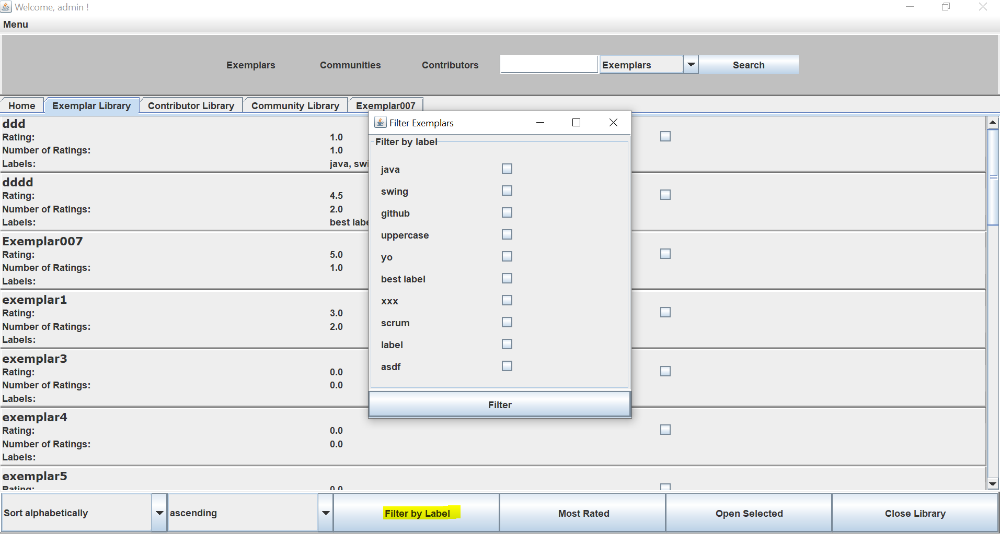 Welcome, admin !
Menu
Exemplars Communities Contributors Exemplars Search
Home Exemplar Library Contributor Library Community Library Exemplar007
ddd
Rating: 1.0
Number of Ratings: 1.0
Labels: java, swi
dddd
Rating: 4.5
Number of Ratings: 2.0
Labels: best labe
Exemplar007
Rating: 5.0
Number of Ratings: 1.0
Labels:
exemplar1
Rating: 3.0
Number of Ratings: 2.0
Labels:
exemplar3
Rating: 0.0
Number of Ratings: 0.0
Labels:
exemplar4
Rating: 0.0
Number of Ratings: 0.0
Labels:
exemplar5
Rating: 0.0
Filter Exemplars
Filter by label
java
swing
github
uppercase
yo
best label
xxx
scrum
label
asdf
Filter
Sort alphabetically ascending Filter by Label Most Rated Open Selected Close Library